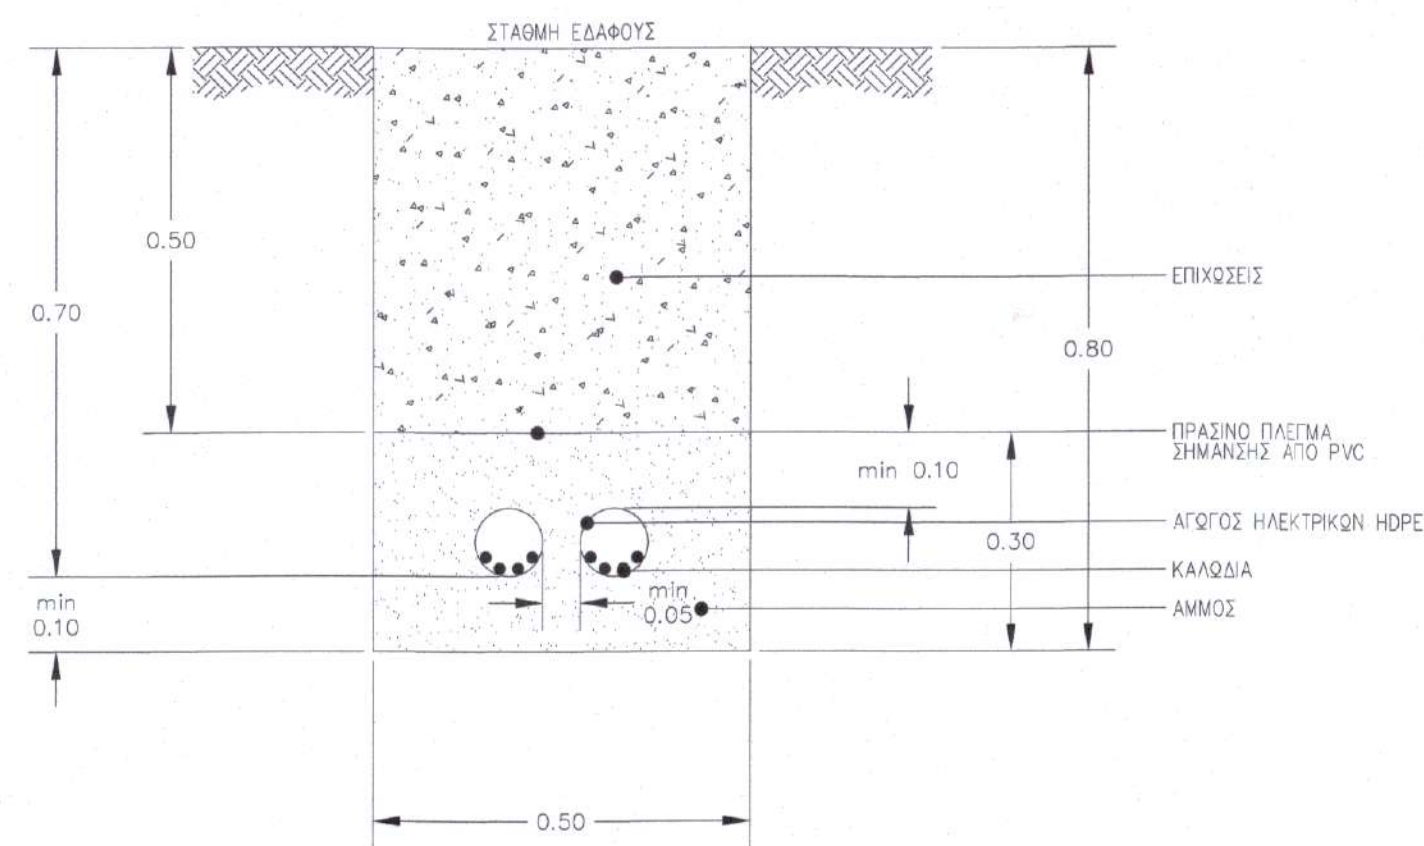 ΣΤΑΘΜΗ ΕΔΑΦΟΥΣ
0.50
ΕΠΙΧΩΣΕΙΣ
0.70
0.80
ΠΡΑΣΙΝΟ ΠΛΕΓΜΑ
ΣΗΜΑΝΣΗΣ ΑΠΟ PVC
min 0.10
ΑΓΩΓΟΣ ΗΛΕΚΤΡΙΚΩΝ HDPE
0.30
ΚΑΛΩΔΙΑ
min
0.05
min
0.10
ΑΜΜΟΣ
0.50